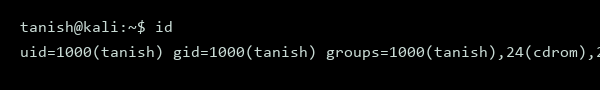 tanish@kali:~$ id
uid=1000(tanish) gid=1000(tanish) groups=1000(tanish),24(cdrom),